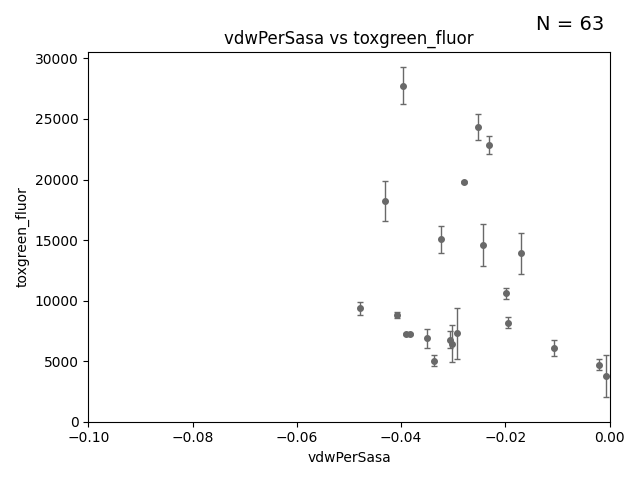 N = 63
vdwPerSasa vs toxgreen_fluor
30000
25000
20000
15000
10000
5000
0
toxgreen_fluor
−0.10 −0.08 −0.06 −0.04 −0.02 0.00
vdwPerSasa